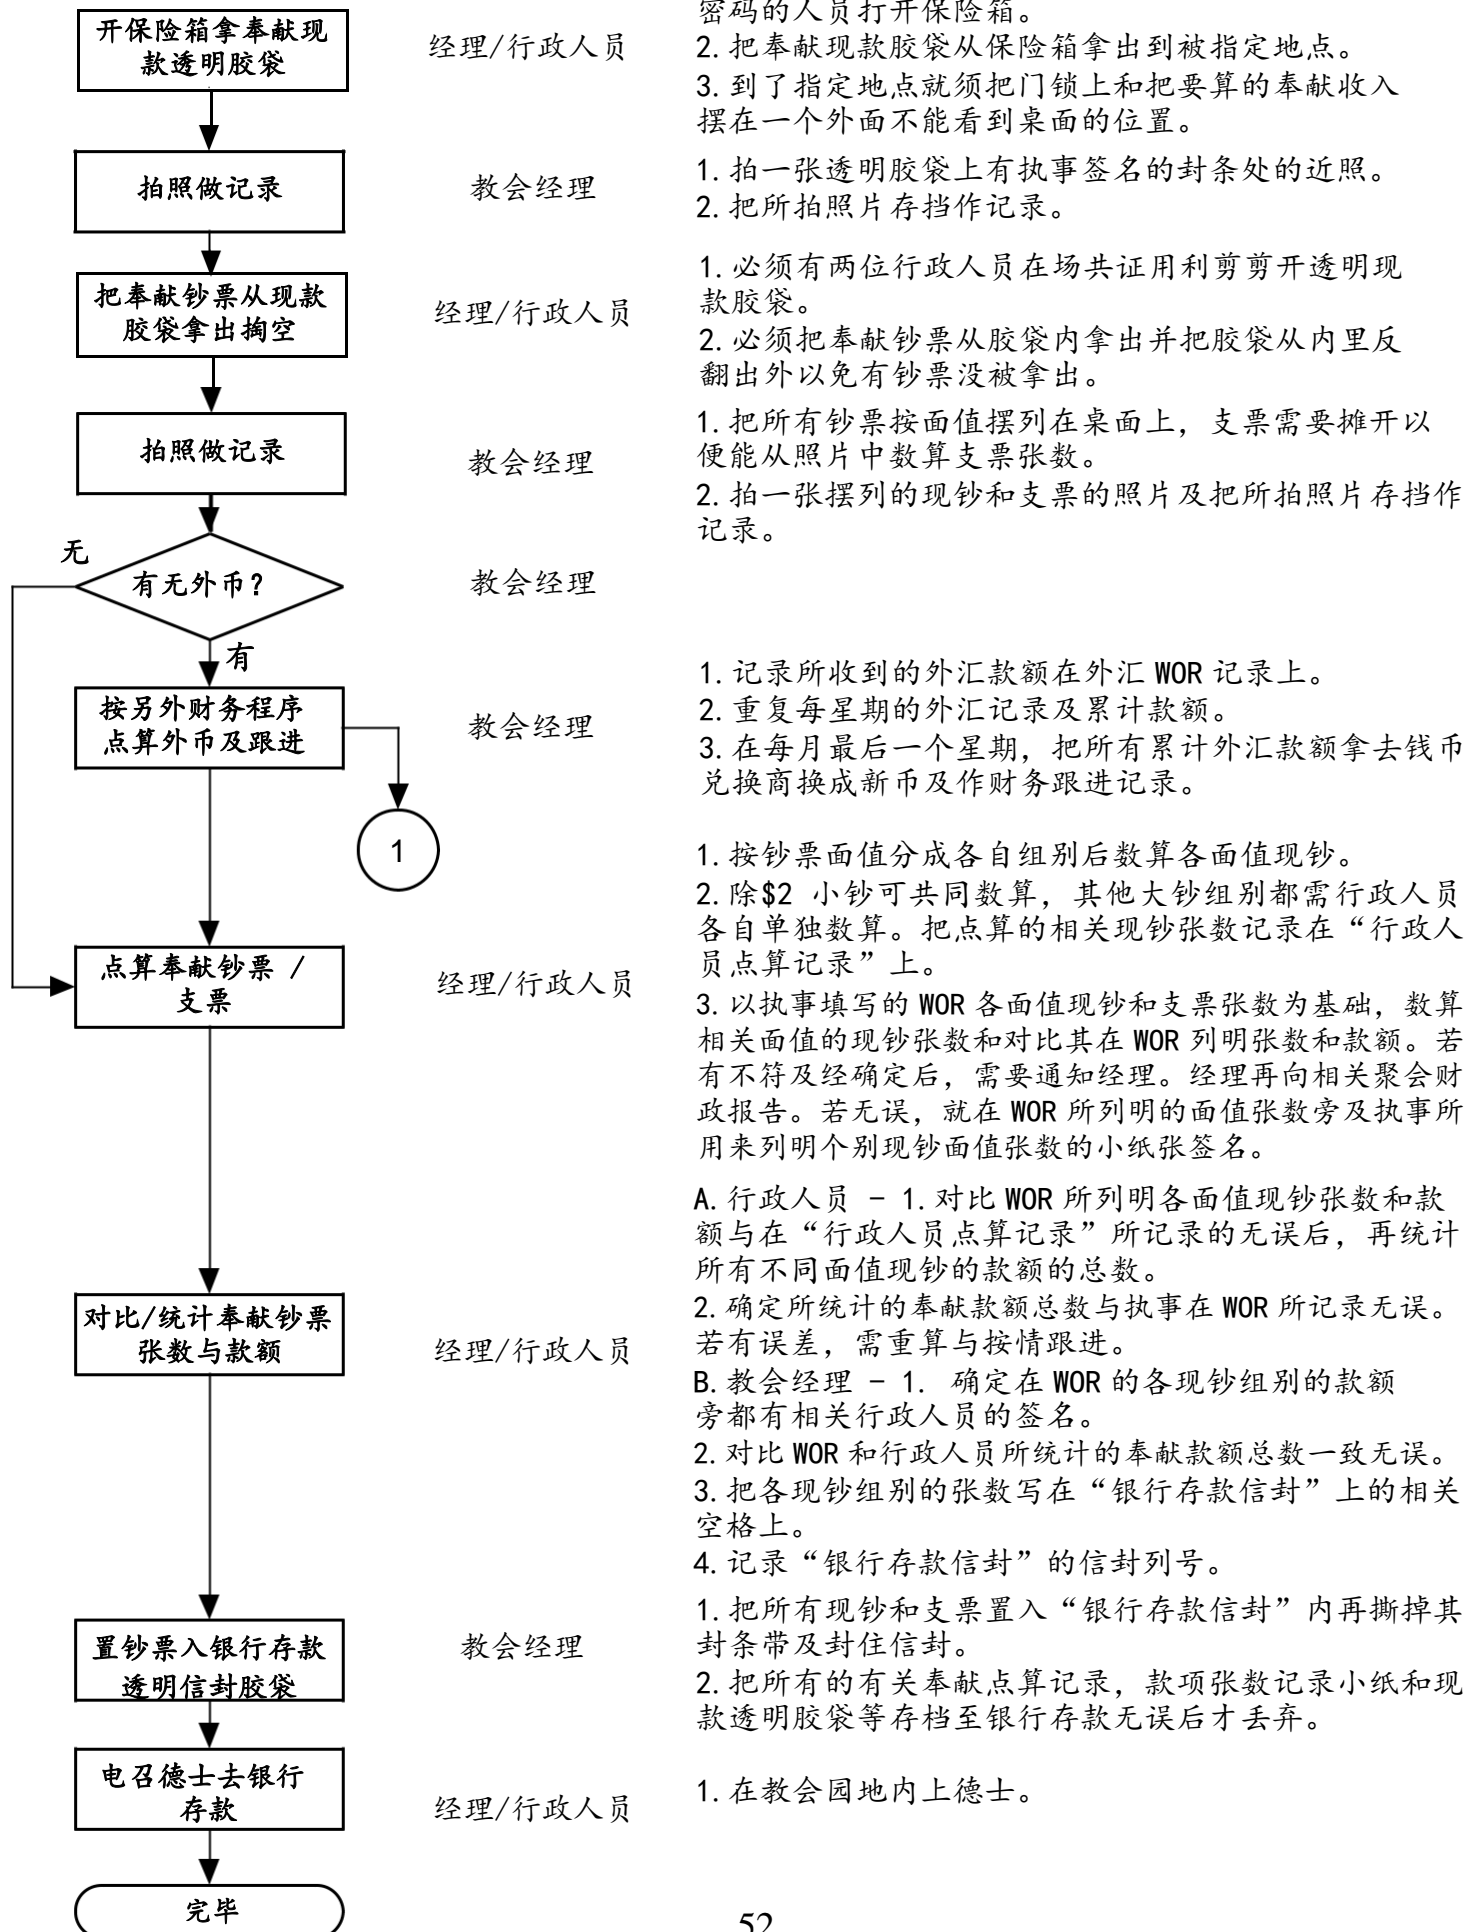 密码的人员打开保险箱。
开保险箱拿奉献现
款透明胶袋
经理/行政人员
2.把奉献现款胶袋从保险箱拿出到被指定地点。
3.到了指定地点就须把门锁上和把要算的奉献收入
摆在一个外面不能看到桌面的位置。
拍照做记录
教会经理
1.拍一张透明胶袋上有执事签名的封条处的近照。
2.把所拍照片存挡作记录。
把奉献钞票从现款
胶袋拿出掏空
经理/行政人员
1.必须有两位行政人员在场共证用利剪剪开透明现
款胶袋。
2.必须把奉献钞票从胶袋内拿出并把胶袋从内里反
翻出外以免有钞票没被拿出。
拍照做记录
教会经理
1.把所有钞票按面值摆列在桌面上，支票需要摊开以
便能从照片中数算支票张数。
2.拍一张摆列的现钞和支票的照片及把所拍照片存挡作
记录。
无
有无外币?
教会经理
有
按另外财务程序
点算外币及跟进
教会经理
1.记录所收到的外汇款额在外汇 WOR 记录上。
2.重复每星期的外汇记录及累计款额。
3.在每月最后一个星期，把所有累计外汇款额拿去钱币
兑换商换成新币及作财务跟进记录。
1
点算奉献钞票 /
支票
经理/行政人员
1.按钞票面值分成各自组别后数算各面值现钞。
2.除$2 小钞可共同数算，其他大钞组别都需行政人员
各自单独数算。把点算的相关现钞张数记录在“行政人
员点算记录”上。
3.以执事填写的 WOR 各面值现钞和支票张数为基础，数算
相关面值的现钞张数和对比其在 WOR 列明张数和款额。若
有不符及经确定后，需要通知经理。经理再向相关聚会财
政报告。若无误，就在 WOR 所列明的面值张数旁及执事所
用来列明个别现钞面值张数的小纸张签名。
对比/统计奉献钞票
张数与款额
经理/行政人员
A.行政人员 - 1.对比 WOR 所列明各面值现钞张数和款
额与在“行政人员点算记录”所记录的无误后，再统计
所有不同面值现钞的款额的总数。
2.确定所统计的奉献款额总数与执事在 WOR 所记录无误。
若有误差，需重算与按情跟进。
B.教会经理 - 1. 确定在 WOR 的各现钞组别的款额
旁都有相关行政人员的签名。
2.对比 WOR 和行政人员所统计的奉献款额总数一致无误。
3.把各现钞组别的张数写在“银行存款信封”上的相关
空格上。
4.记录“银行存款信封”的信封列号。
置钞票入银行存款
透明信封胶袋
教会经理
1.把所有现钞和支票置入“银行存款信封”内再撕掉其
封条带及封住信封。
2.把所有的有关奉献点算记录，款项张数记录小纸和现
款透明胶袋等存档至银行存款无误后才丢弃。
电召德士去银行
存款
经理/行政人员
1.在教会园地内上德士。
完毕
52